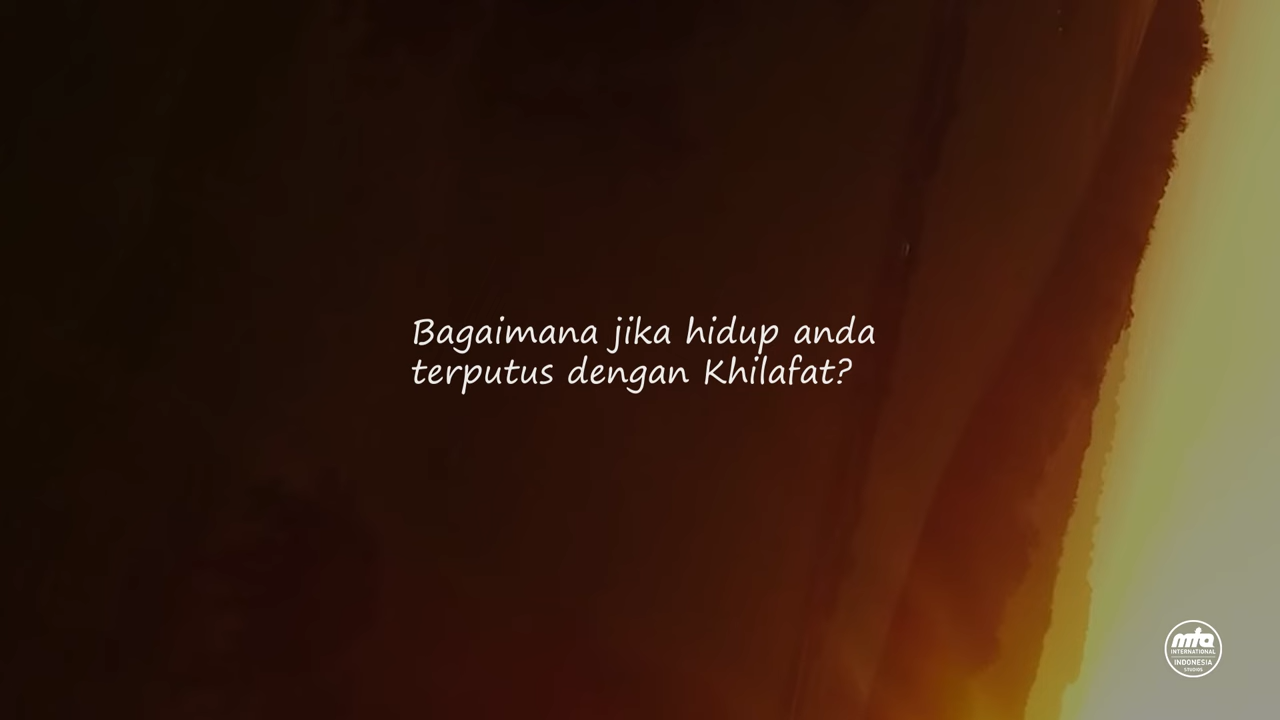 Bagaimana jika hidup anda
terputus dengan Khilafat?
mta
INTERNATIONAL
INDONESIA
STUDIOS